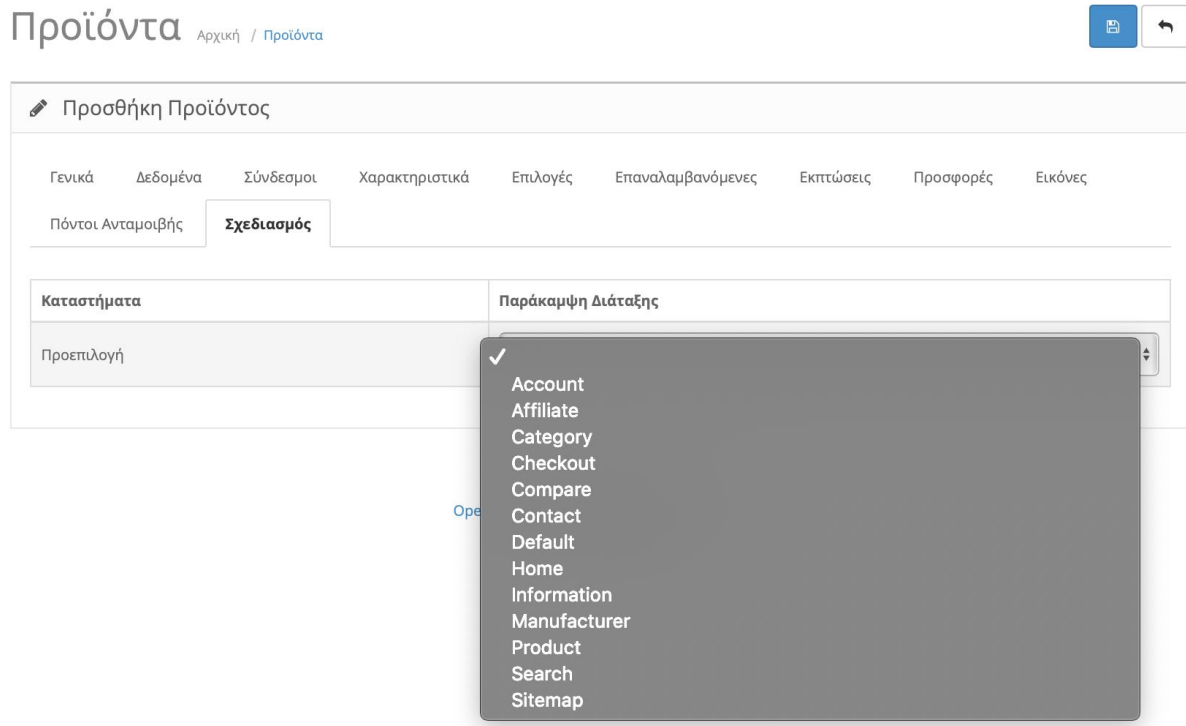 Προϊόντα Αρχική / Προϊόντα
Προσθήκη Προϊόντος
Γενικά Δεδομένα Σύνδεσμοι Χαρακτηριστικά Επιλογές Επαναλαμβανόμενες Εκπτώσεις Προσφορές Εικόνες
Πόντοι Ανταμοιβής Σχεδιασμός
Καταστήματα Παράκαμψη Διάταξης
Προεπιλογή
Account
Affiliate
Category
Checkout
Compare
Contact
Ope
Default
Home
Information
Manufacturer
Product
Search
Sitemap